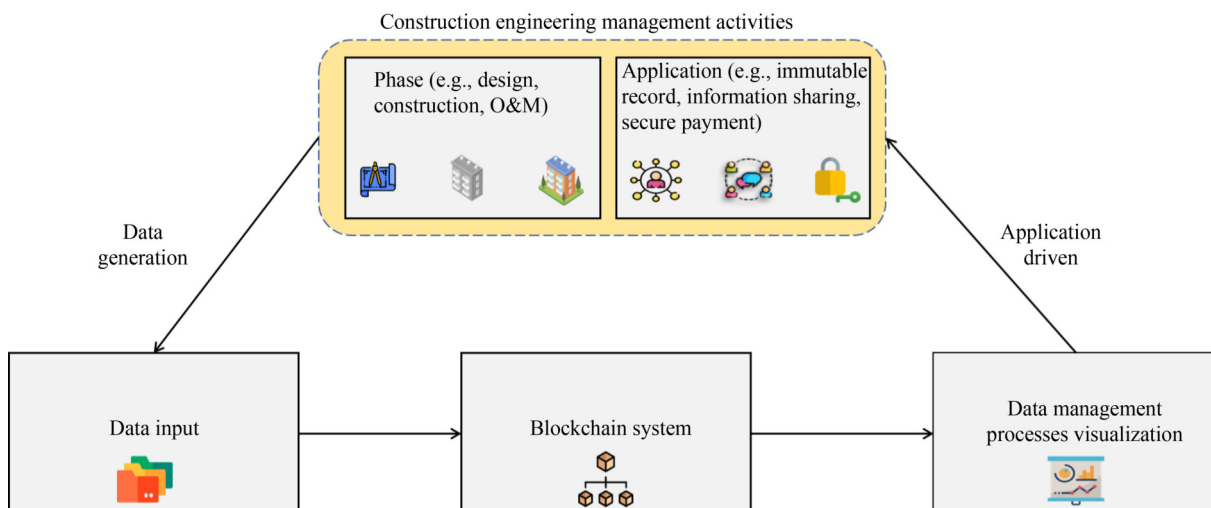 Construction engineering management activities
Phase (e.g., design,
construction, O&M)
Application (e.g., immutable
record, information sharing,
secure payment)
Data
generation
Application
driven
Data input
Blockchain system
Data management
processes visualization